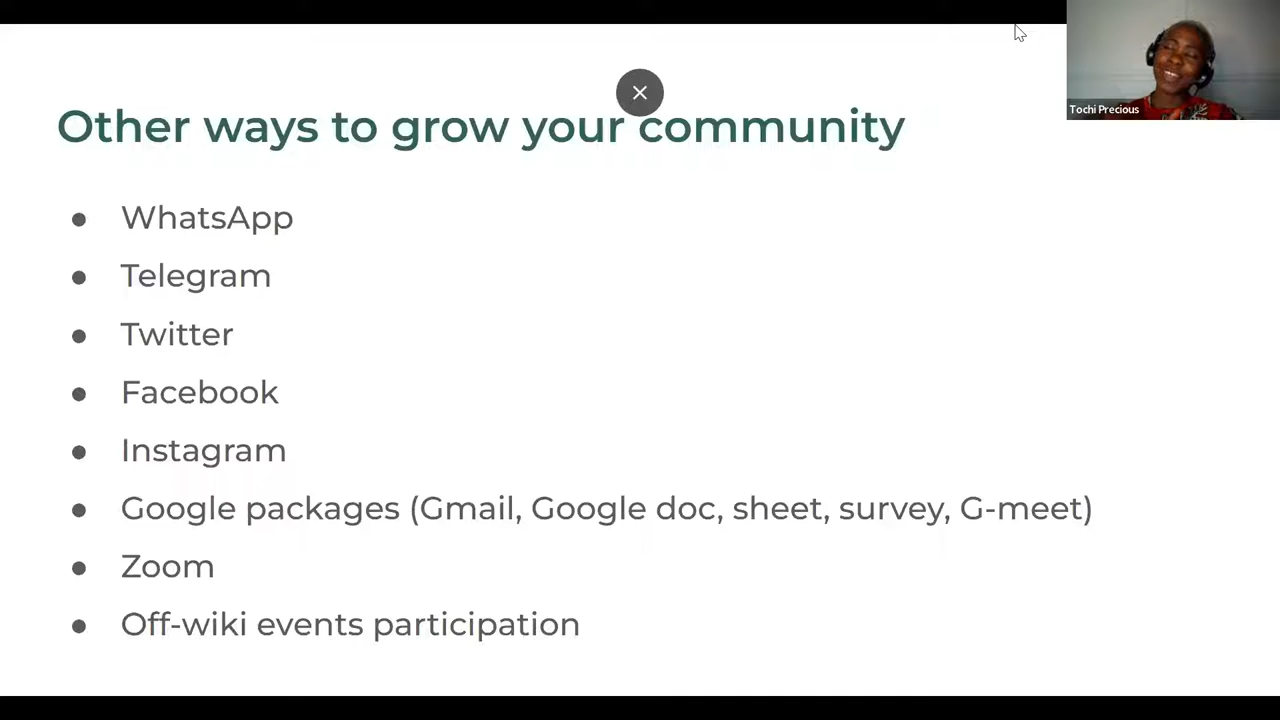 Other ways to grow your community
Tochi Precious
● WhatsApp
● Telegram
● Twitter
● Facebook
● Instagram
● Google packages (Gmail, Google doc, sheet, survey, G-meet)
● Zoom
● Off-wiki events participation